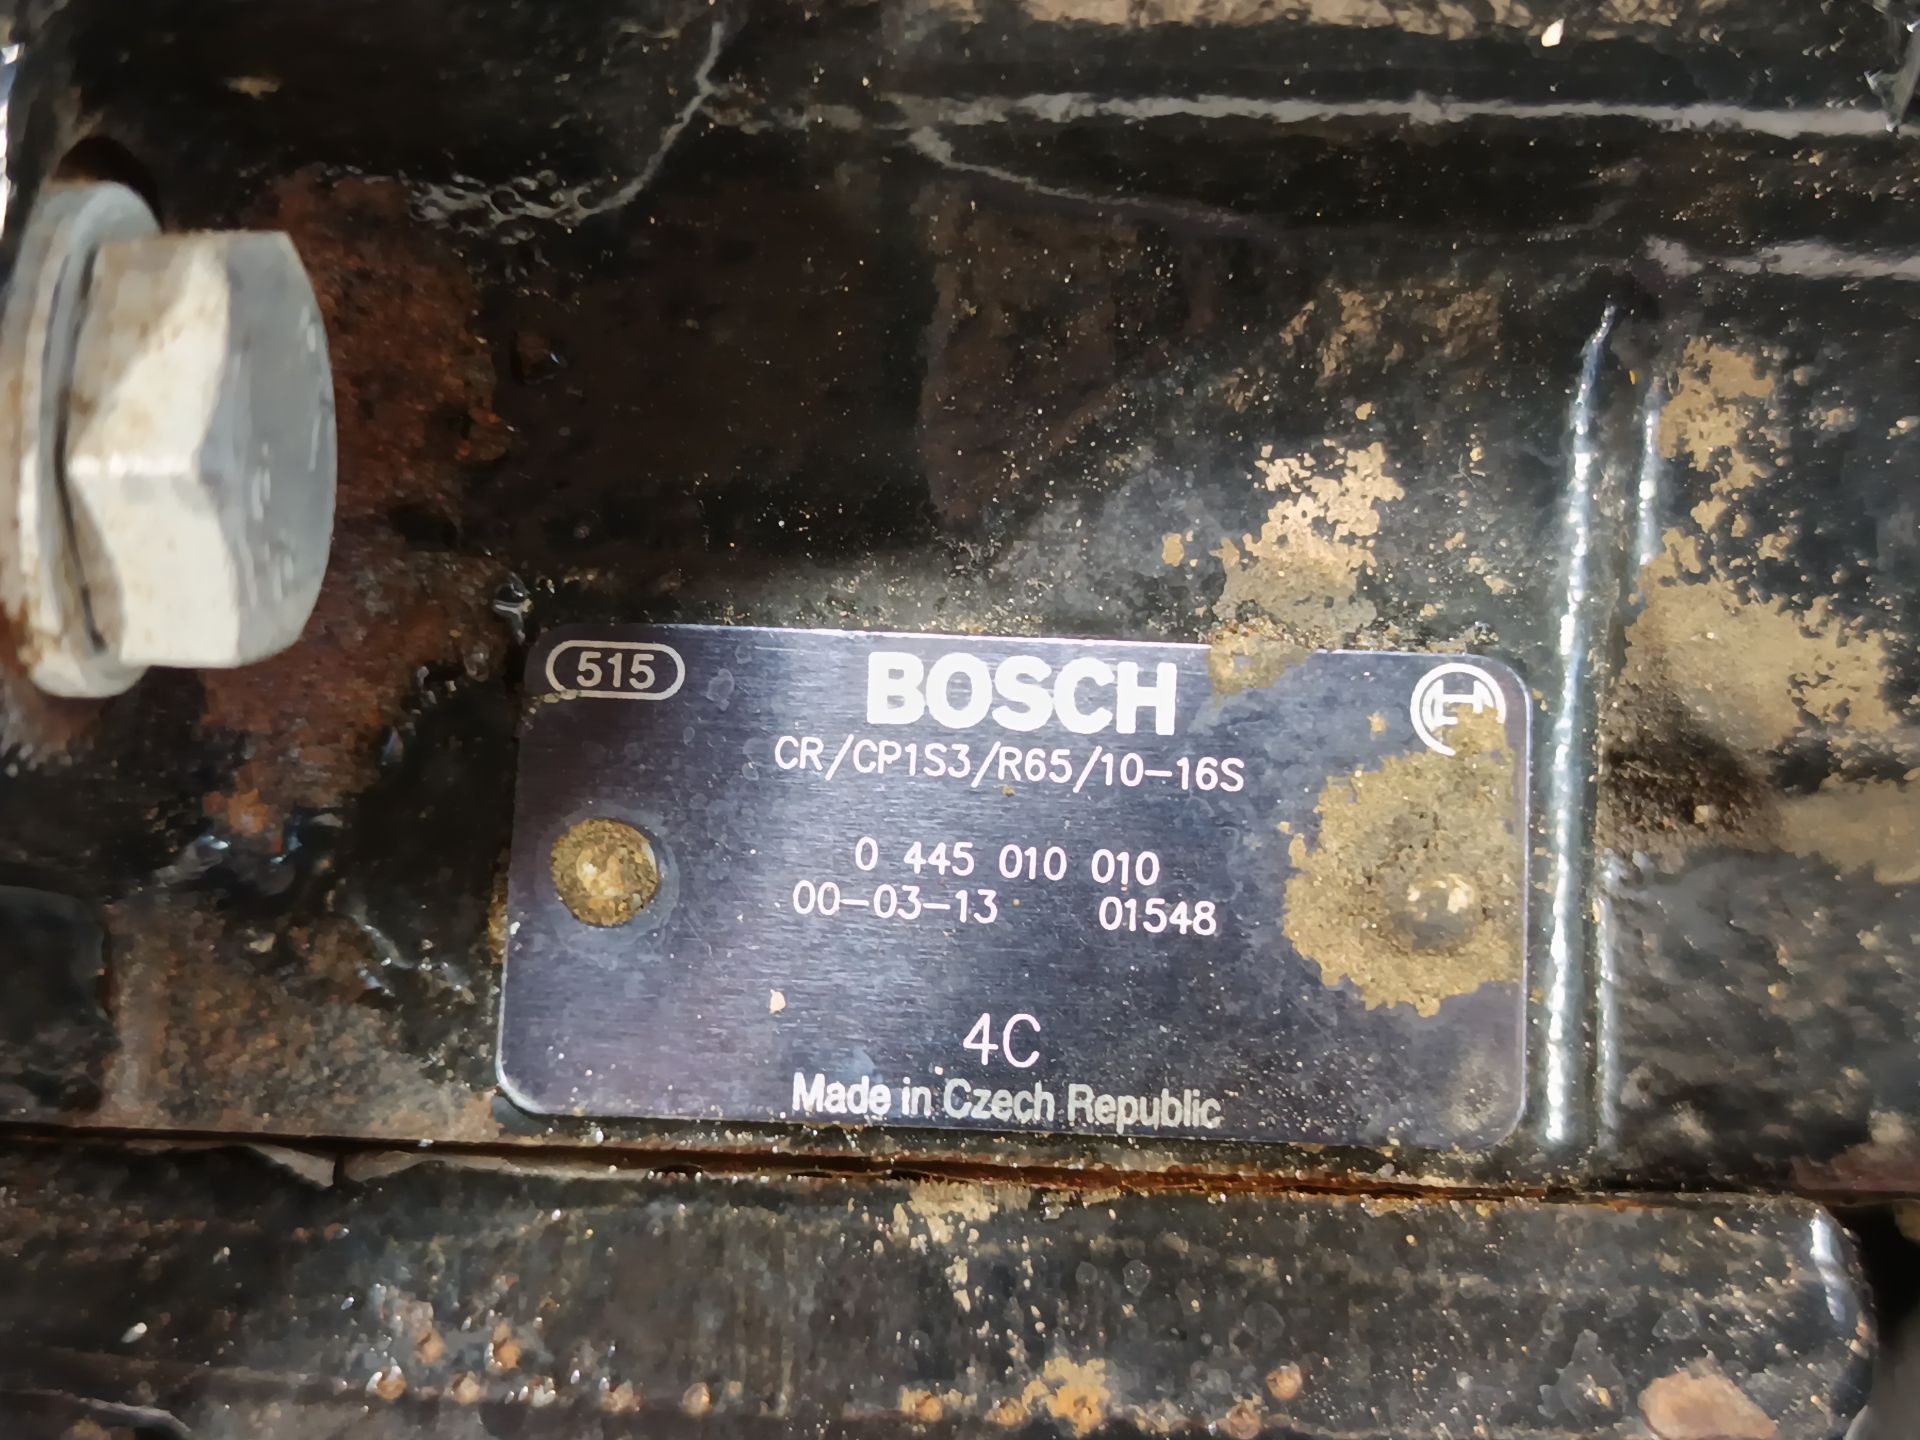 515
BOSCH
CR/CP1S3/R65/10-16S
0 445 010 010
00-03-13 01548
4C
Made in Czech Republic